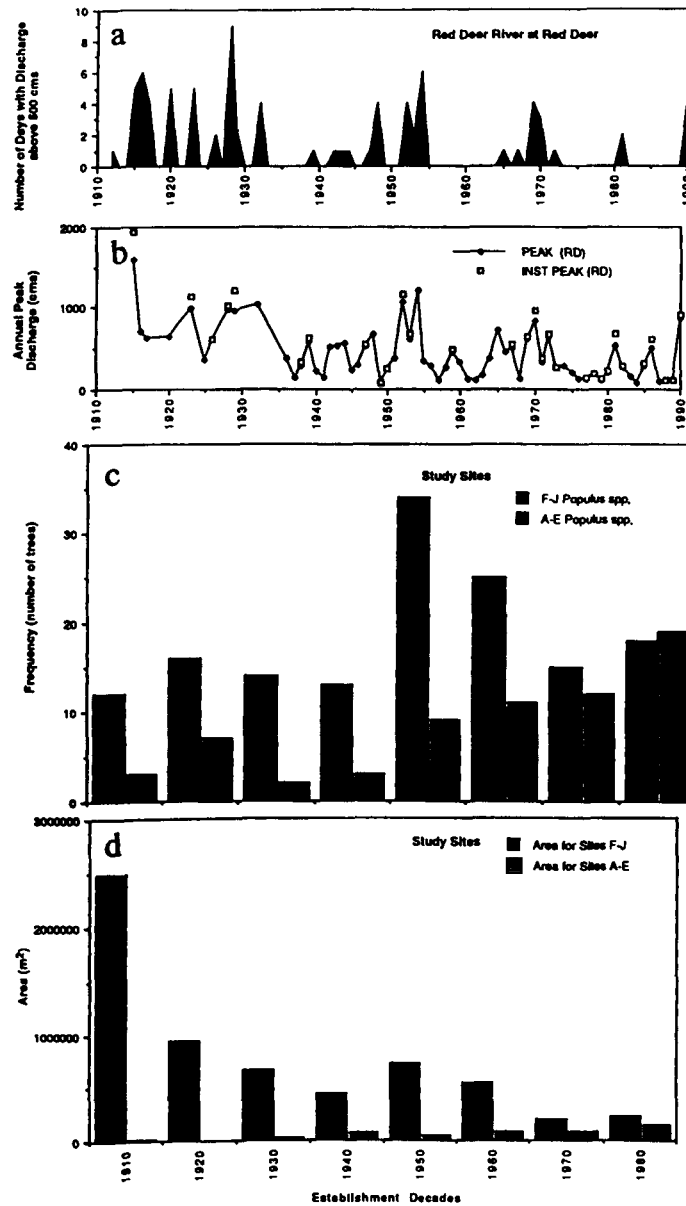 a
Red Deer River at Red Deer
Number of Days with Discharge
above 500 cms
10
8
6
4
2
0
1910
1920
1930
1940
1950
1960
1970
1980
b
PEAK (RD)
INST PEAK (RD)
Annual Peak
Discharge (cms)
2000
1000
0
1910
1920
1930
1940
1950
1960
1970
1980
1990
c
Study Sites
F-J Populus spp.
A-E Populus spp.
Frequency (number of trees)
40
30
20
10
0
d
Study Sites
Area for Sites F-J
Area for Sites A-E
Area (m²)
3000000
2000000
1000000
0
1910
1920
1930
1940
1950
1960
1970
1980
Establishment Decades